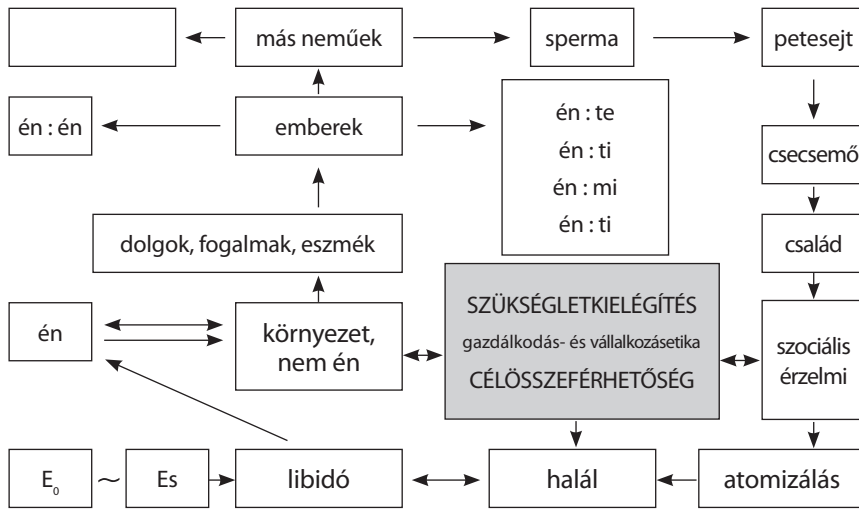 más neműek
sperma
petesejt
én : én
emberek
én : te
én : ti
én : mi
én : ti
csecsemő
dolgok, fogalmak, eszmék
család
én
környezet,
nem én
SZÜKSÉGLETKIELÉGÍTÉS
gazdálkodás- és vállalkozásetika
CÉLÖSSZEFÉRHETŐSÉG
szociális
érzelmi
E₀ ~ Es
libidó
halál
atomizálás